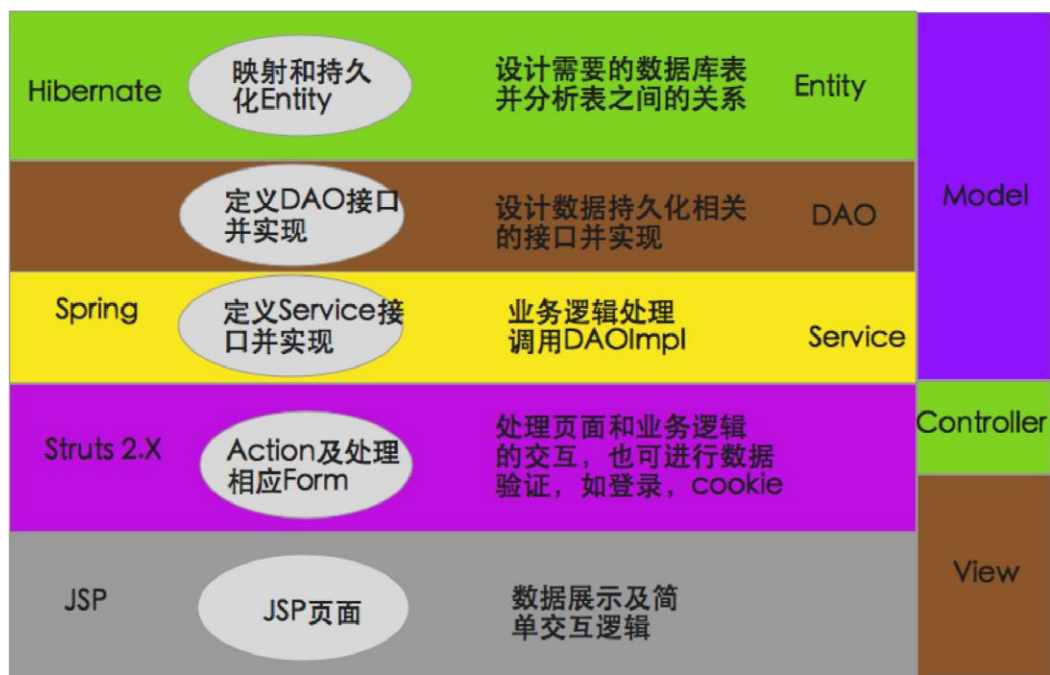 Hibernate
映射和持久
化Entity
设计需要的数据库表
并分析表之间的关系
Entity
定义DAO接口
并实现
设计数据持久化相关
的接口并实现
DAO
Model
Spring
定义Service接
口并实现
业务逻辑处理
调用DAOImpl
Service
Struts 2.X
Action及处理
相应Form
处理页面和业务逻辑
的交互，也可进行数据
验证，如登录，cookie
Controller
JSP
JSP页面
数据展示及简
单交互逻辑
View